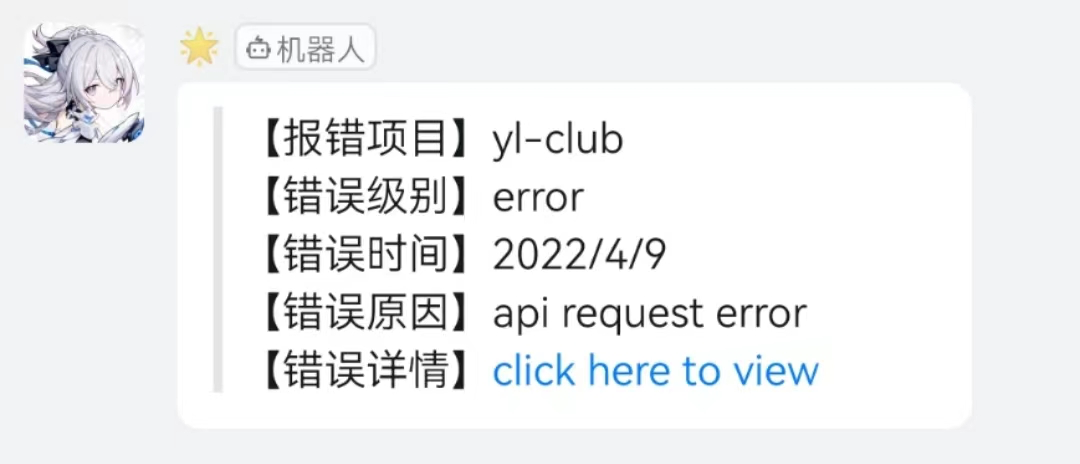 机器人
【报错项目】yl-club
【错误级别】error
【错误时间】2022/4/9
【错误原因】api request error
【错误详情】click here to view